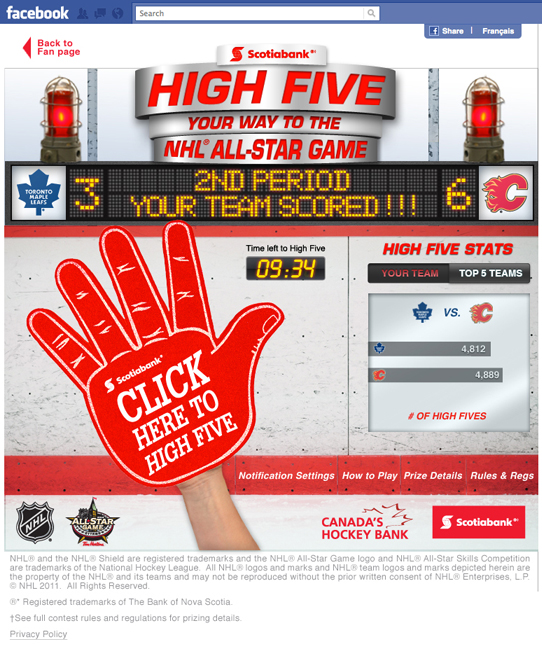 facebook
Search
Share | Français
Back to
Fan page
Scotiabank®*
HIGH FIVE
YOUR WAY TO THE
NHL® ALL-STAR GAME
TORONTO
MAPLE
LEAFS
3
2ND PERIOD
YOUR TEAM SCORED !!!
6
C
Time left to High Five
09:34
HIGH FIVE STATS
YOUR TEAM
TOP 5 TEAMS
VS.
4,812
4,889
# OF HIGH FIVES
Scotiabank®*
CLICK
HERE TO
HIGH FIVE
Notification Settings | How to Play | Prize Details | Rules & Regs
NHL
ALL STAR
GAME
CANADA'S
HOCKEY BANK
Scotiabank®*
NHL® and the NHL® Shield are registered trademarks and the NHL® All-Star Game logo and NHL® All-Star Skills Competition
are trademarks of the National Hockey League. All NHL® logos and marks and NHL® team logos and marks depicted herein are
the property of the NHL® and its teams and may not be reproduced without the prior written consent of NHL® Enterprises, L.P.
© NHL 2011. All Rights Reserved.
®* Registered trademarks of The Bank of Nova Scotia.
†See full contest rules and regulations for prizing details.
Privacy Policy